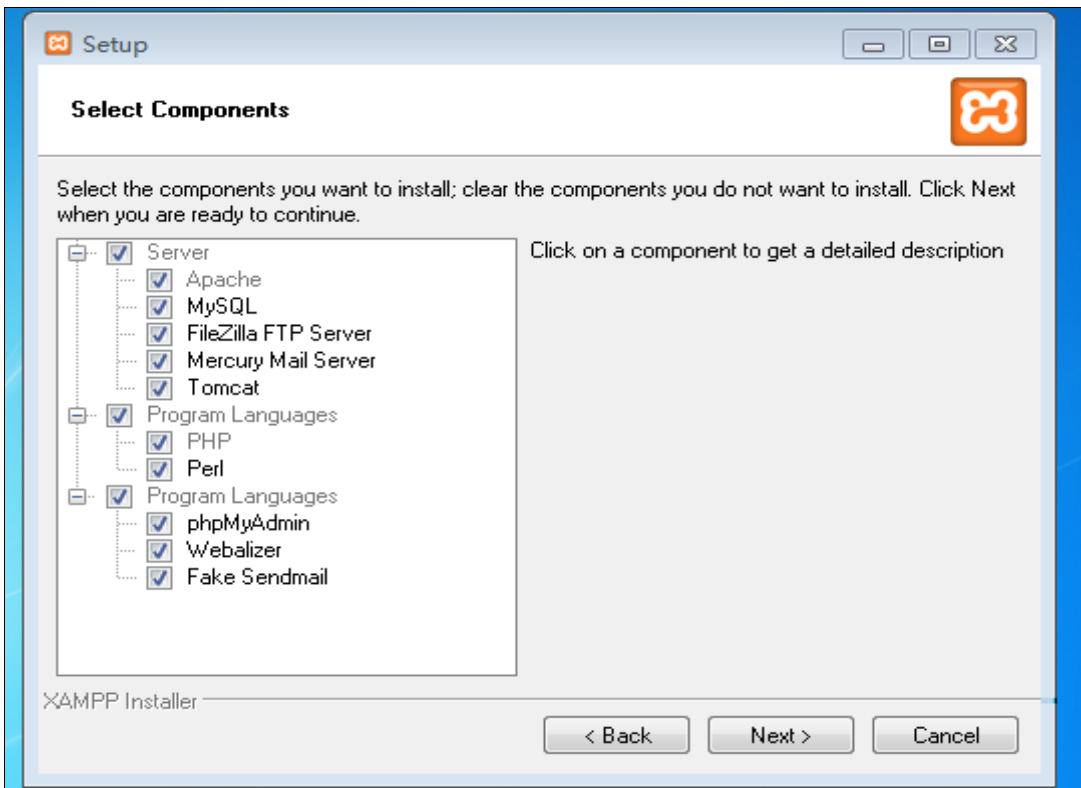 Setup
Select Components
Select the components you want to install; clear the components you do not want to install. Click Next
when you are ready to continue.
Server
Apache
MySQL
FileZilla FTP Server
Mercury Mail Server
Tomcat
Program Languages
PHP
Perl
Program Languages
phpMyAdmin
Webalizer
Fake Sendmail
Click on a component to get a detailed description
XAMPP Installer
< Back
Next >
Cancel